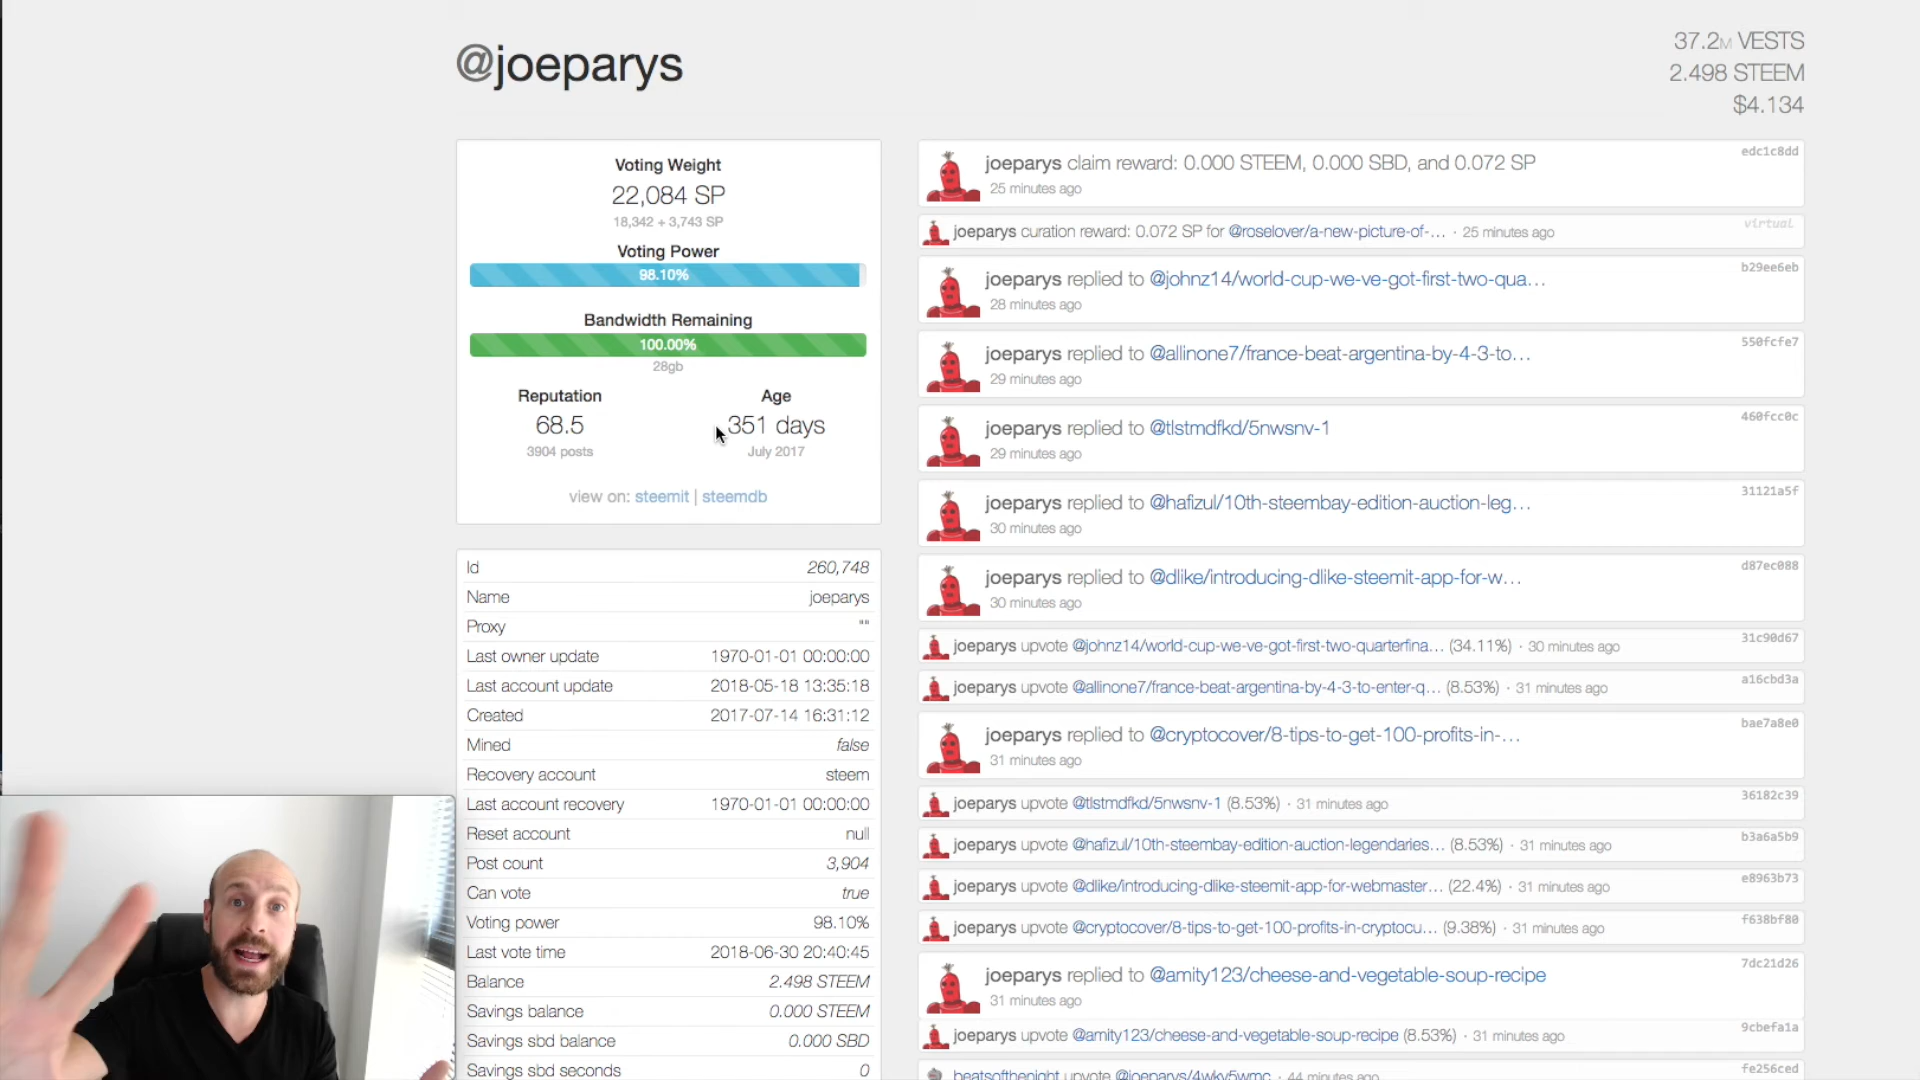 @joeparys
37.2M VESTS
2.498 STEEM
$4.134
Voting Weight
22,084 SP
18,342 + 3,743 SP
Voting Power
98.10%
Bandwidth Remaining
100.00%
28gb
Reputation
68.5
3904 posts
Age
351 days
July 2017
view on: steemit | steemdb
Id 260,748
Name joeparys
Proxy ""
Last owner update 1970-01-01 00:00:00
Last account update 2018-05-18 13:35:18
Created 2017-07-14 16:31:12
Mined false
Recovery account steem
Last account recovery 1970-01-01 00:00:00
Reset account null
Post count 3,904
Can vote true
Voting power 98.10%
Last vote time 2018-06-30 20:40:45
Balance 2.498 STEEM
Savings balance 0.000 STEEM
Savings sbd balance 0.000 SBD
Savings sbd seconds 0
joeparys claim reward: 0.000 STEEM, 0.000 SBD, and 0.072 SP edc1c8dd
25 minutes ago
joeparys curation reward: 0.072 SP for @roselover/a-new-picture-of-... · 25 minutes ago virtual
joeparys replied to @johnz14/world-cup-we-ve-got-first-two-qua... b29ee6eb
28 minutes ago
joeparys replied to @allinone7/france-beat-argentina-by-4-3-to... 550fcfe7
29 minutes ago
joeparys replied to @tlstmdfkd/5nwsnv-1 460fcc0c
29 minutes ago
joeparys replied to @hafizul/10th-steembay-edition-auction-leg... 31121a5f
30 minutes ago
joeparys replied to @dlike/introducing-dlike-steemit-app-for-w... d87ec088
30 minutes ago
joeparys upvote @johnz14/world-cup-we-ve-got-first-two-quarterfina... (34.11%) · 30 minutes ago 31c90d67
joeparys upvote @allinone7/france-beat-argentina-by-4-3-to-enter-q... (8.53%) · 31 minutes ago a16cbd3a
joeparys replied to @cryptocover/8-tips-to-get-100-profits-in-... bae7a8e0
31 minutes ago
joeparys upvote @tlstmdfkd/5nwsnv-1 (8.53%) · 31 minutes ago 36182c39
joeparys upvote @hafizul/10th-steembay-edition-auction-legendaries... (8.53%) · 31 minutes ago b3a6a5b9
joeparys upvote @dlike/introducing-dlike-steemit-app-for-webmaster... (22.4%) · 31 minutes ago e8963b73
joeparys upvote @cryptocover/8-tips-to-get-100-profits-in-cryptocu... (9.38%) · 31 minutes ago f638bf80
joeparys replied to @amity123/cheese-and-vegetable-soup-recipe 7dc21d26
31 minutes ago
joeparys upvote @amity123/cheese-and-vegetable-soup-recipe (8.53%) · 31 minutes ago 9cbefa1a
beatsofthenight upvote @joeparys/4wkv5wmc · 44 minutes ago fe256ced